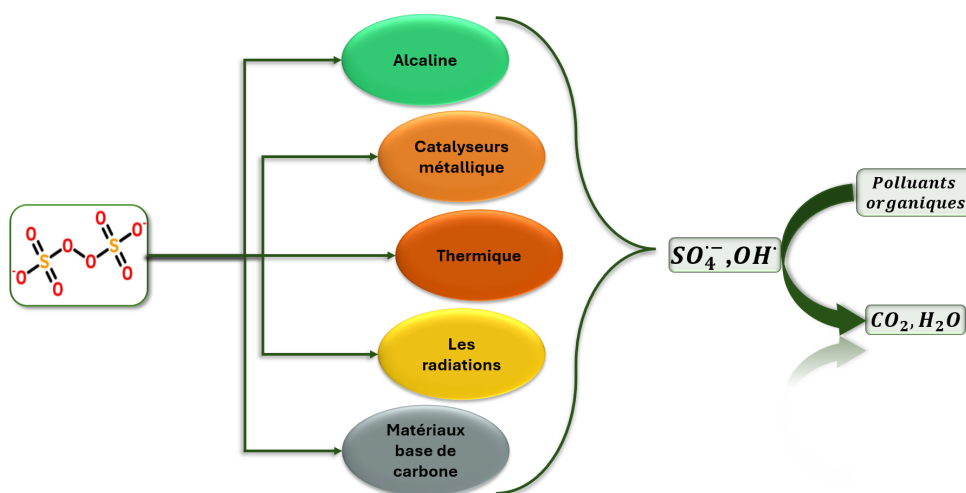 Alcaline
Catalyseurs
métallique
Thermique
Les
radiations
Matériaux
base de
carbone
O O
-O S O O S O-
O O
SO₄˙⁻,OH˙
Polluants
organiques
CO₂,H₂O